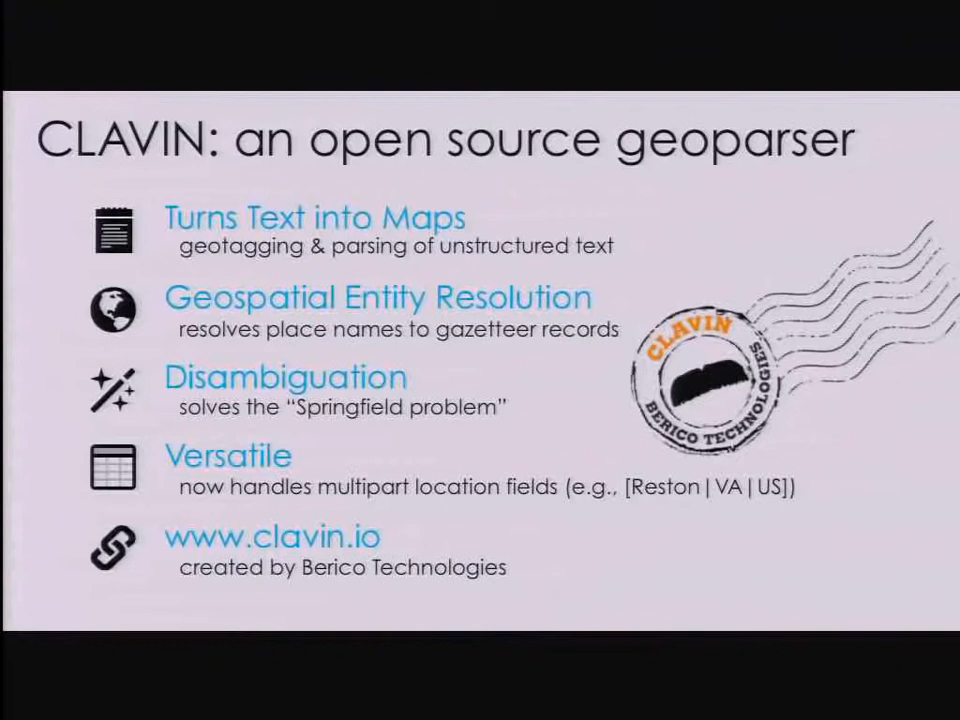 CLAVIN: an open source geoparser
Turns Text into Maps
geotagging & parsing of unstructured text
Geospatial Entity Resolution
resolves place names to gazetteer records
Disambiguation
solves the “Springfield problem”
Versatile
now handles multipart location fields (e.g., [Reston|VA|US])
www.clavin.io
created by Berico Technologies
CLAVIN
BERICO TECHNOLOGIES